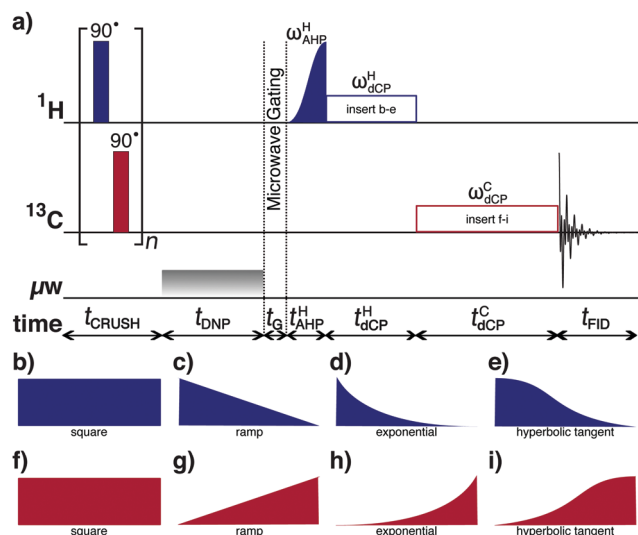 a)
90° n
ω^H_AHP
Microwave Gating
¹H
ω^H_dCP
insert b-e
90°
¹³C
ω^C_dCP
insert f-i
μw
time t_CRUSH t_DNP t_G t^H_AHP t^H_dCP t^C_dCP t_FID
b) c) d) e)
square ramp exponential hyperbolic tangent
f) g) h) i)
square ramp exponential hyperbolic tangent